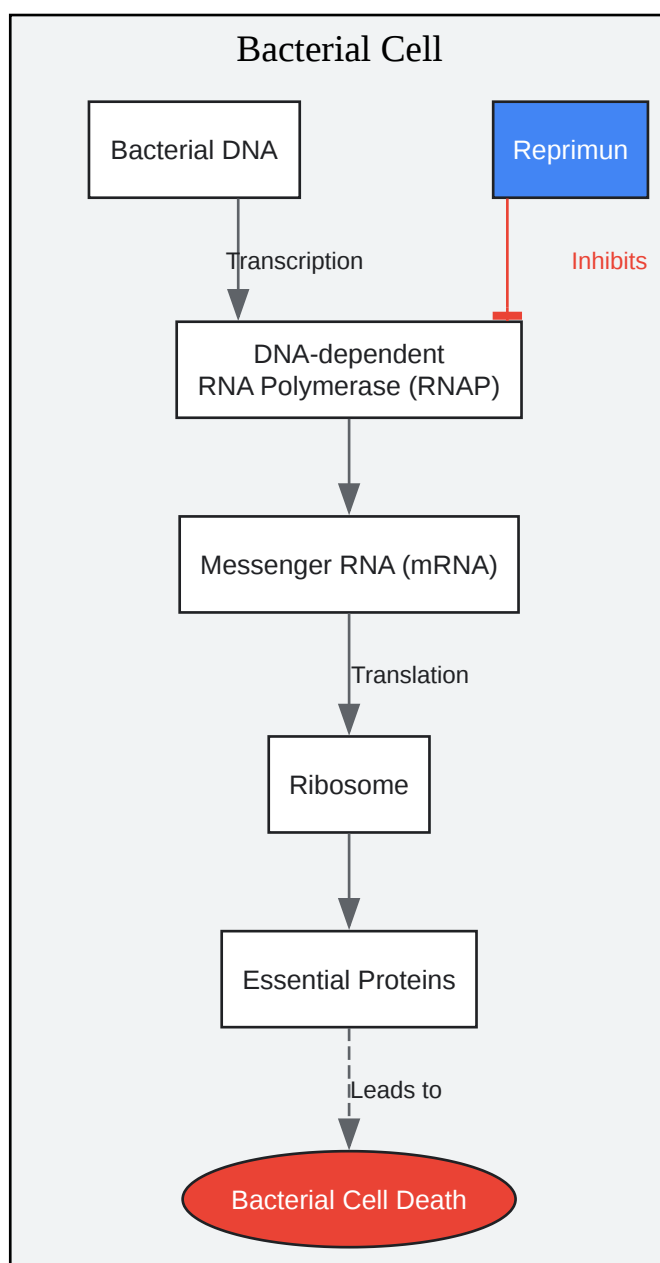 Bacterial Cell
Bacterial DNA
Reprimun
Transcription
Inhibits
DNA-dependent
RNA Polymerase (RNAP)
Messenger RNA (mRNA)
Translation
Ribosome
Essential Proteins
Leads to
Bacterial Cell Death